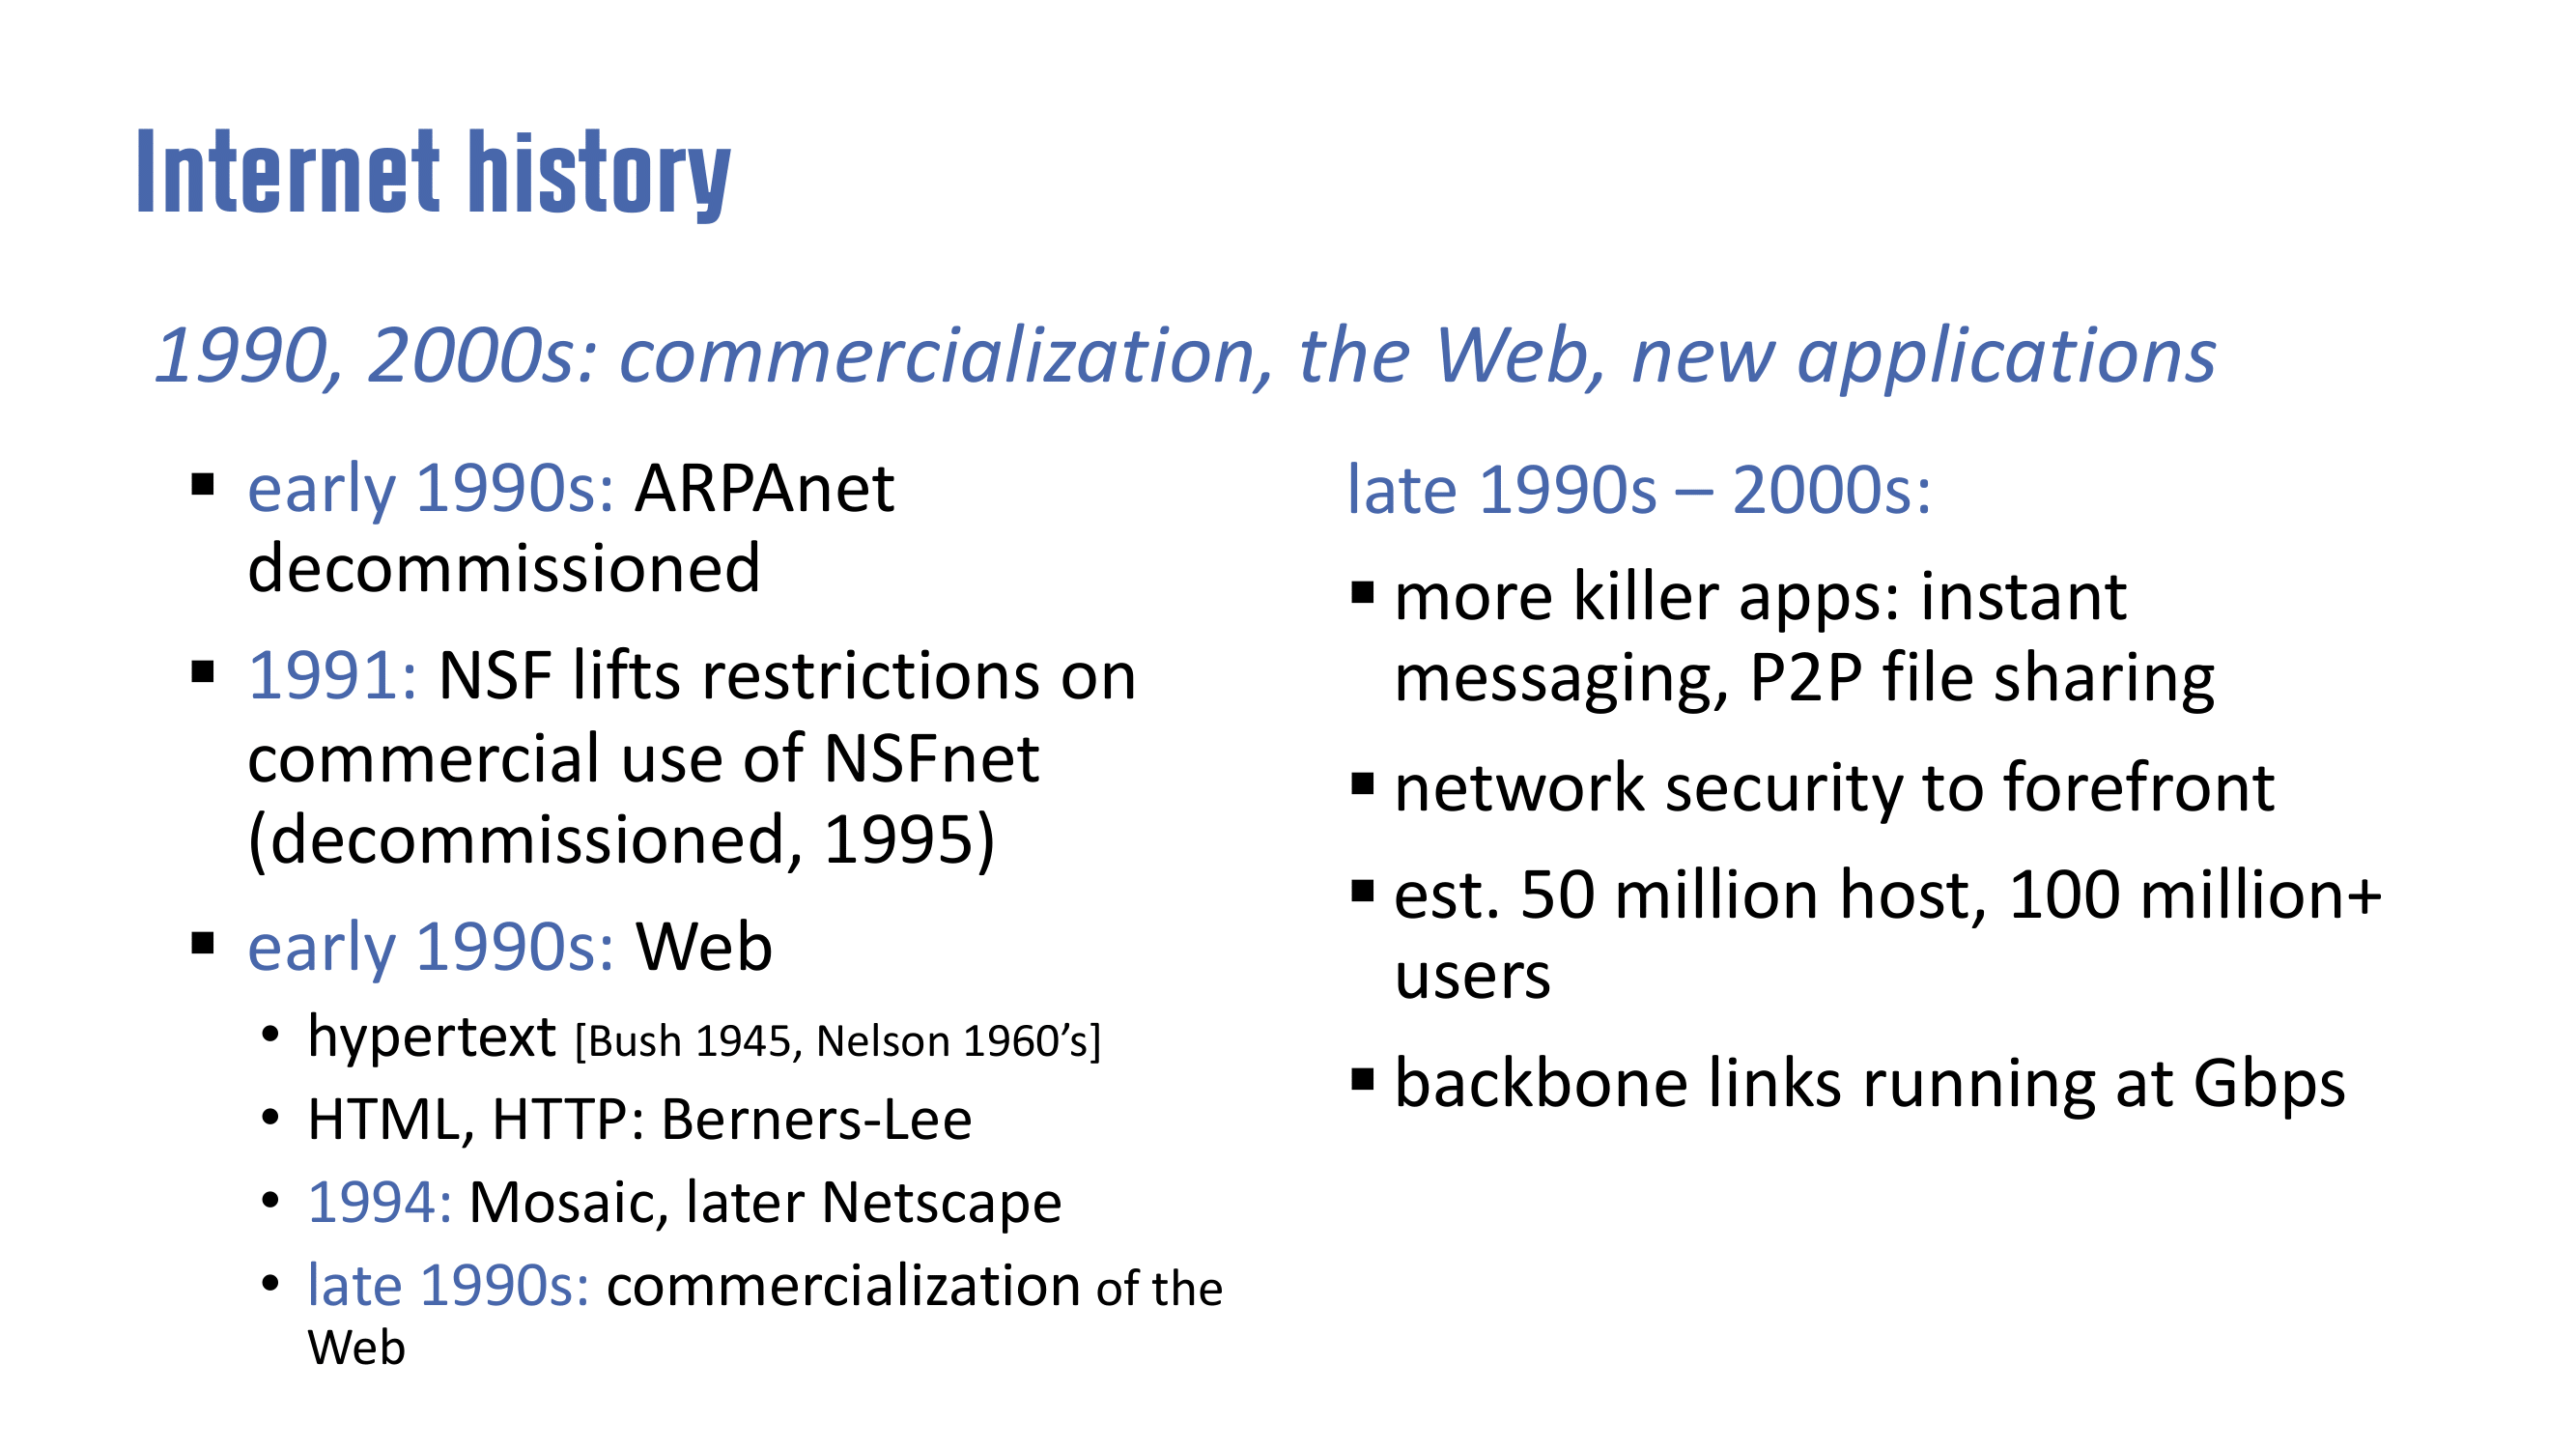 Internet history
1990, 2000s: commercialization, the Web, new applications
▪ early 1990s: ARPAnet
decommissioned
▪ 1991: NSF lifts restrictions on
commercial use of NSFnet
(decommissioned, 1995)
▪ early 1990s: Web
• hypertext [Bush 1945, Nelson 1960’s]
• HTML, HTTP: Berners-Lee
• 1994: Mosaic, later Netscape
• late 1990s: commercialization of the
Web
late 1990s – 2000s:
▪ more killer apps: instant
messaging, P2P file sharing
▪ network security to forefront
▪ est. 50 million host, 100 million+
users
▪ backbone links running at Gbps